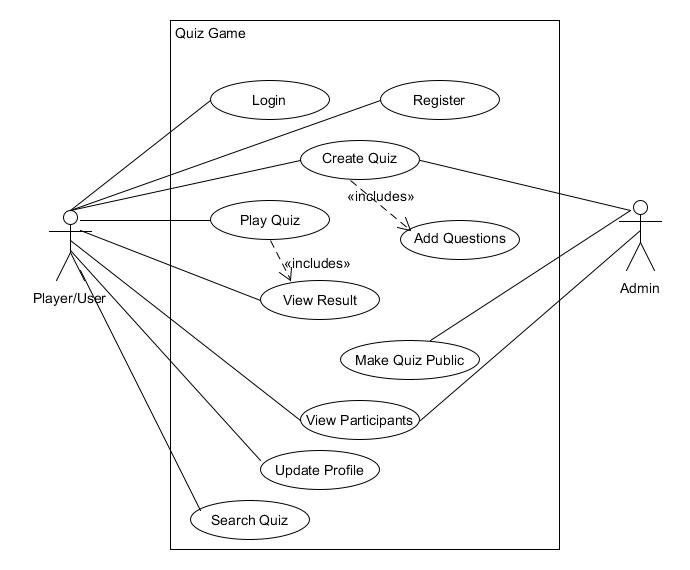 Quiz Game
Login
Register
Create Quiz
«includes»
Play Quiz
Add Questions
«includes»
Player/User
View Result
Admin
Make Quiz Public
View Participants
Update Profile
Search Quiz